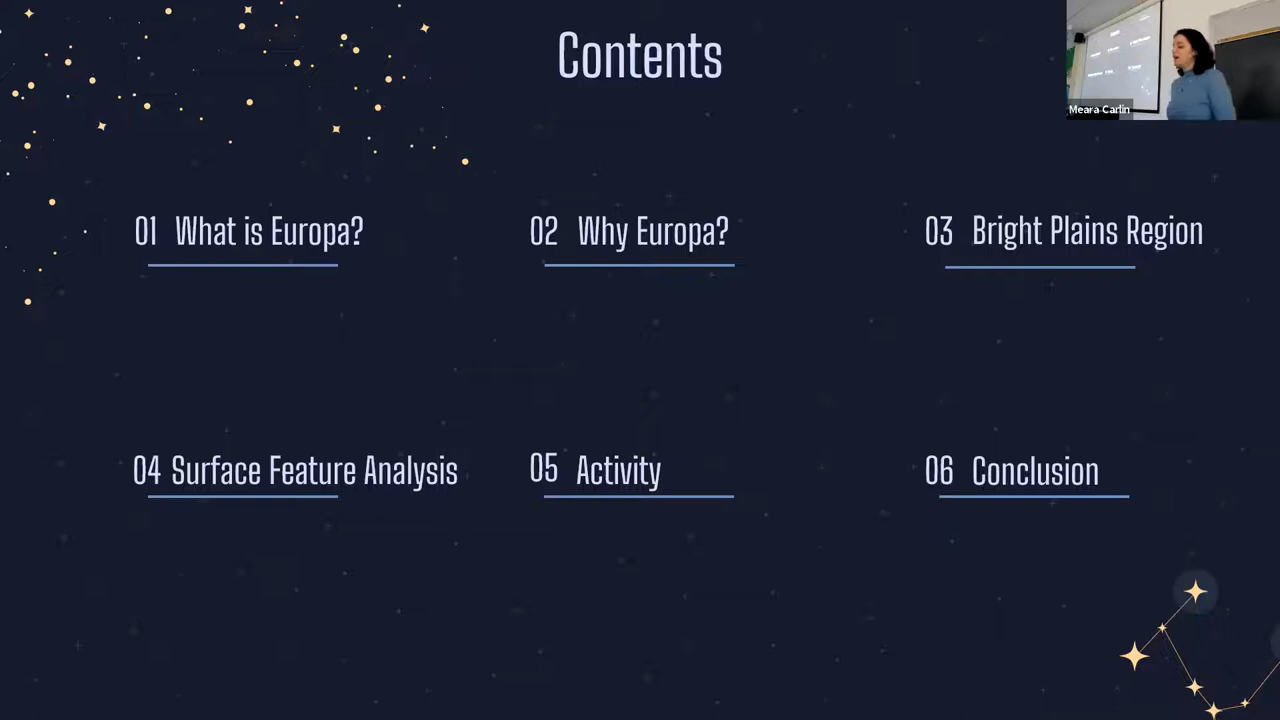 Contents
Meara Carlin
01 What is Europa?
02 Why Europa?
03 Bright Plains Region
04 Surface Feature Analysis
05 Activity
06 Conclusion